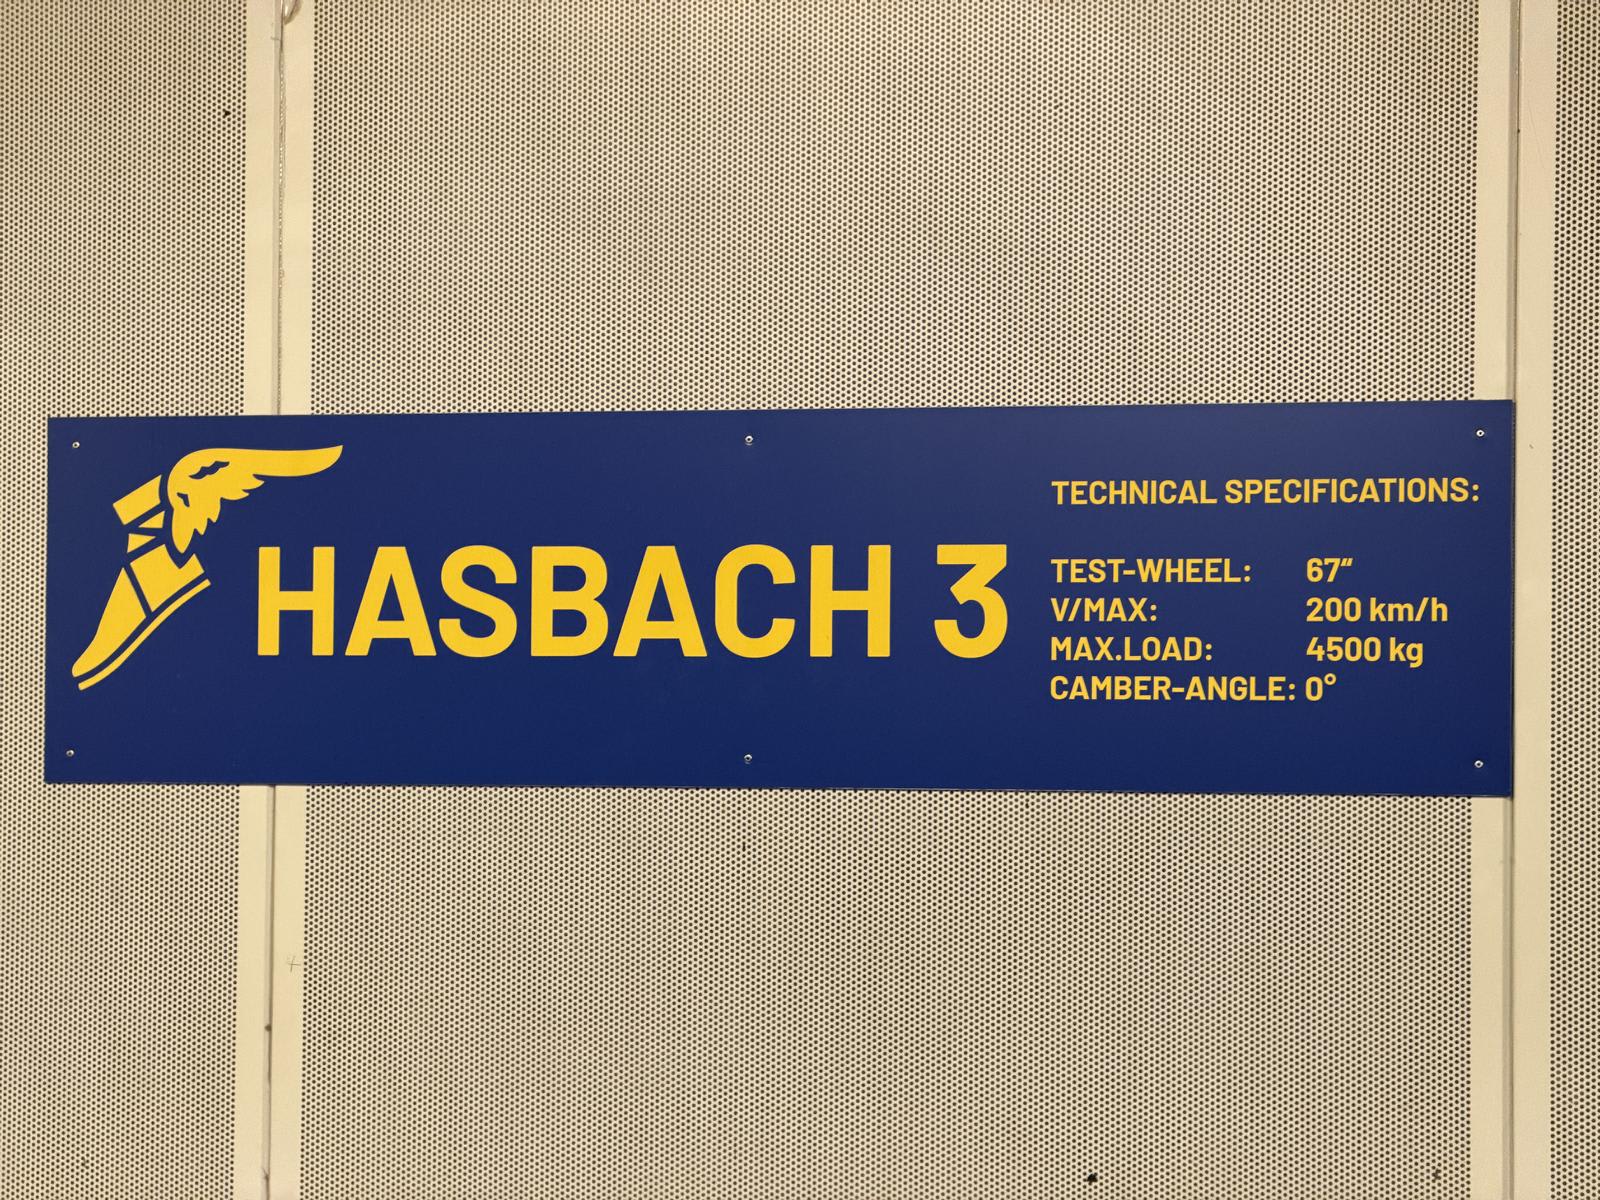 HASBACH 3
TECHNICAL SPECIFICATIONS:
TEST-WHEEL: 67“
V/MAX: 200 km/h
MAX.LOAD: 4500 kg
CAMBER-ANGLE: 0°